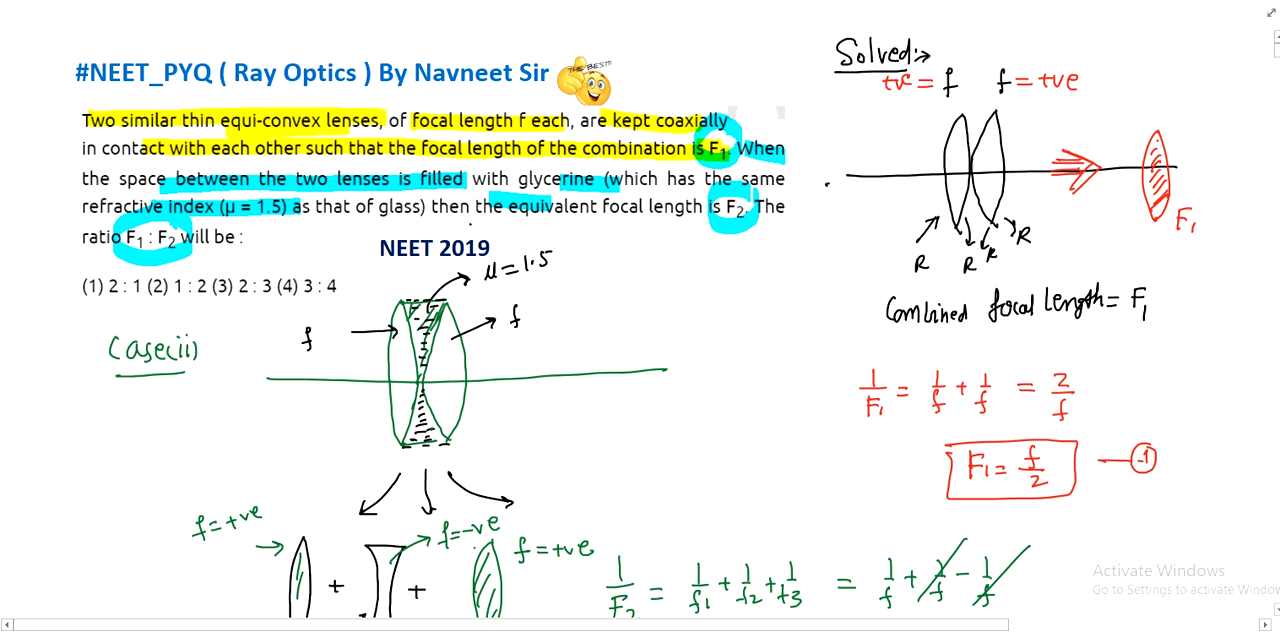 #NEET_PYQ ( Ray Optics ) By Navneet Sir
THE BEST!!
Two similar thin equi-convex lenses, of focal length f each, are kept coaxially
in contact with each other such that the focal length of the combination is F₁. When
the space between the two lenses is filled with glycerine (which has the same
refractive index (μ = 1.5) as that of glass) then the equivalent focal length is F₂. The
ratio F₁ : F₂ will be :
NEET 2019
(1) 2 : 1 (2) 1 : 2 (3) 2 : 3 (4) 3 : 4
μ = 1.5
f
f
Case(ii)
f=+ve
+
f=-ve
+
f=+ve
Solved:→
+ve = f f = +ve
R R R R
F₁
Combined focal length = F₁
1/F₁ = 1/f + 1/f = 2/f
F₁ = f/2 —①
1/F₂ = 1/f₁ + 1/f₂ + 1/f₃ = 1/f + 1/f - 1/f
Activate Windows
Go to Settings to activate Window